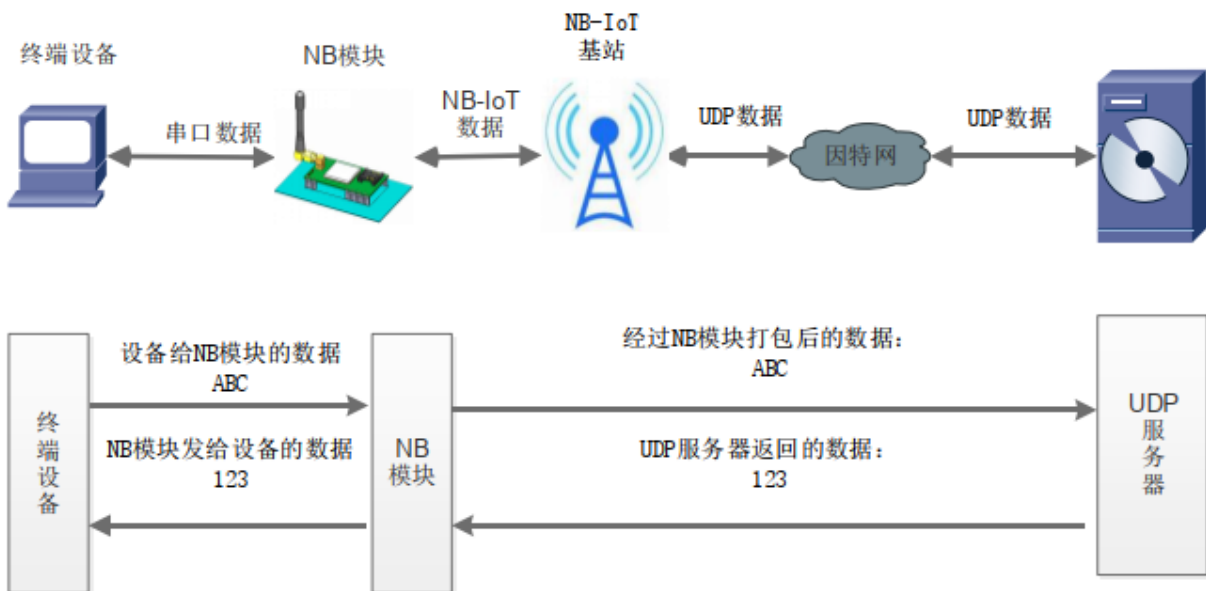 终端设备
NB模块
NB-IoT
基站
串口数据
NB-IoT
数据
UDP数据
因特网
UDP数据
设备给NB模块的数据
ABC
经过NB模块打包后的数据：
ABC
终端设备
NB模块发给设备的数据
123
NB
模块
UDP服务器返回的数据：
123
UDP
服务器